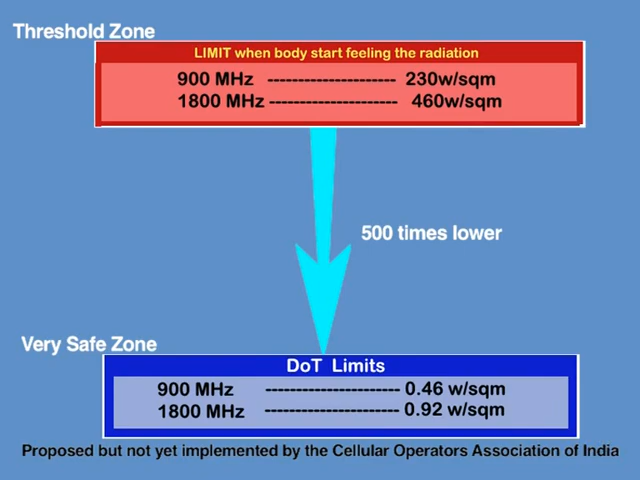 Threshold Zone
LIMIT when body start feeling the radiation
900 MHz --------------------- 230w/sqm
1800 MHz --------------------- 460w/sqm
500 times lower
Very Safe Zone
DoT Limits
900 MHz ---------------------- 0.46 w/sqm
1800 MHz ---------------------- 0.92 w/sqm
Proposed but not yet implemented by the Cellular Operators Association of India